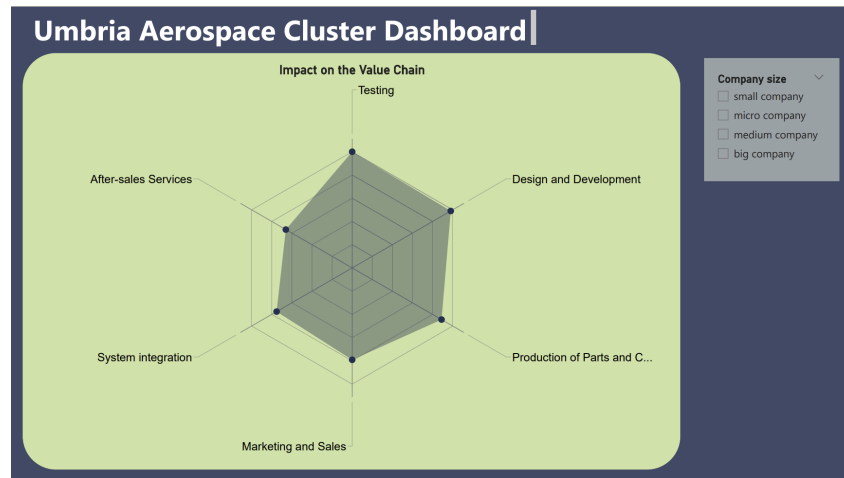 Umbria Aerospace Cluster Dashboard
Impact on the Value Chain
Testing
After-sales Services
Design and Development
System integration
Production of Parts and C...
Marketing and Sales
Company size
small company
micro company
medium company
big company